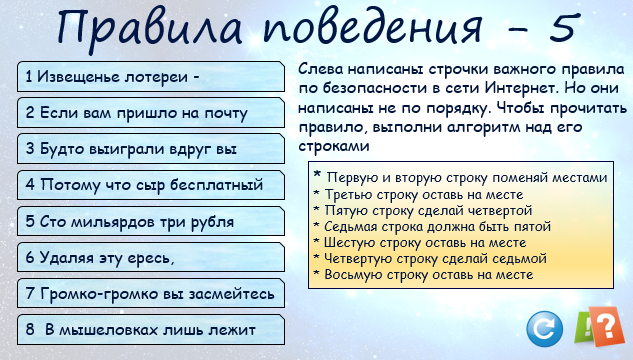 Правила поведения - 5
1 Извещенье лотереи -
2 Если вам пришло на почту
3 Будто выиграли вдруг вы
4 Потому что сыр бесплатный
5 Сто мильярдов три рубля
6 Удаляя эту ересь,
7 Громко-громко вы засмейтесь
8 В мышеловках лишь лежит
Слева написаны строчки важного правила
по безопасности в сети Интернет. Но они
написаны не по порядку. Чтобы прочитать
правило, выполни алгоритм над его
строками
* Первую и вторую строку поменяй местами
* Третью строку оставь на месте
* Пятую строку сделай четвертой
* Седьмая строка должна быть пятой
* Шестую строку оставь на месте
* Четвертую строку сделай седьмой
* Восьмую строку оставь на месте
!?